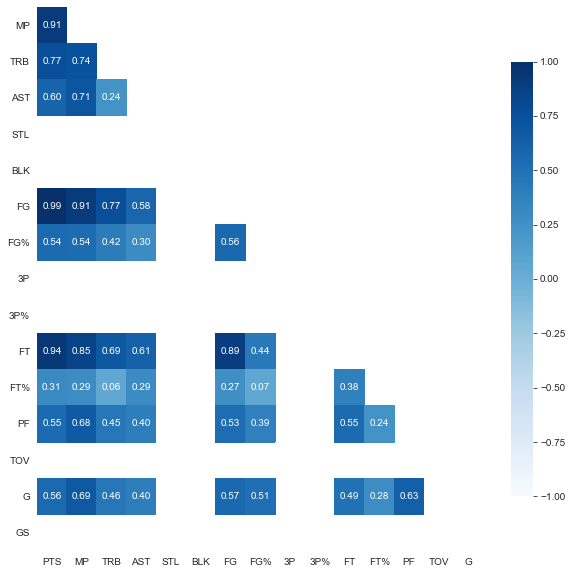 MP 0.91
TRB 0.77 0.74
AST 0.60 0.71 0.24
STL
BLK
FG 0.99 0.91 0.77 0.58
FG% 0.54 0.54 0.42 0.30 0.56
3P
3P%
FT 0.94 0.85 0.69 0.61 0.89 0.44
FT% 0.31 0.29 0.06 0.29 0.27 0.07 0.38
PF 0.55 0.68 0.45 0.40 0.53 0.39 0.55 0.24
TOV
G 0.56 0.69 0.46 0.40 0.57 0.51 0.49 0.28 0.63
GS
PTS MP TRB AST STL BLK FG FG% 3P 3P% FT FT% PF TOV G
1.00
0.75
0.50
0.25
0.00
−0.25
−0.50
−0.75
−1.00